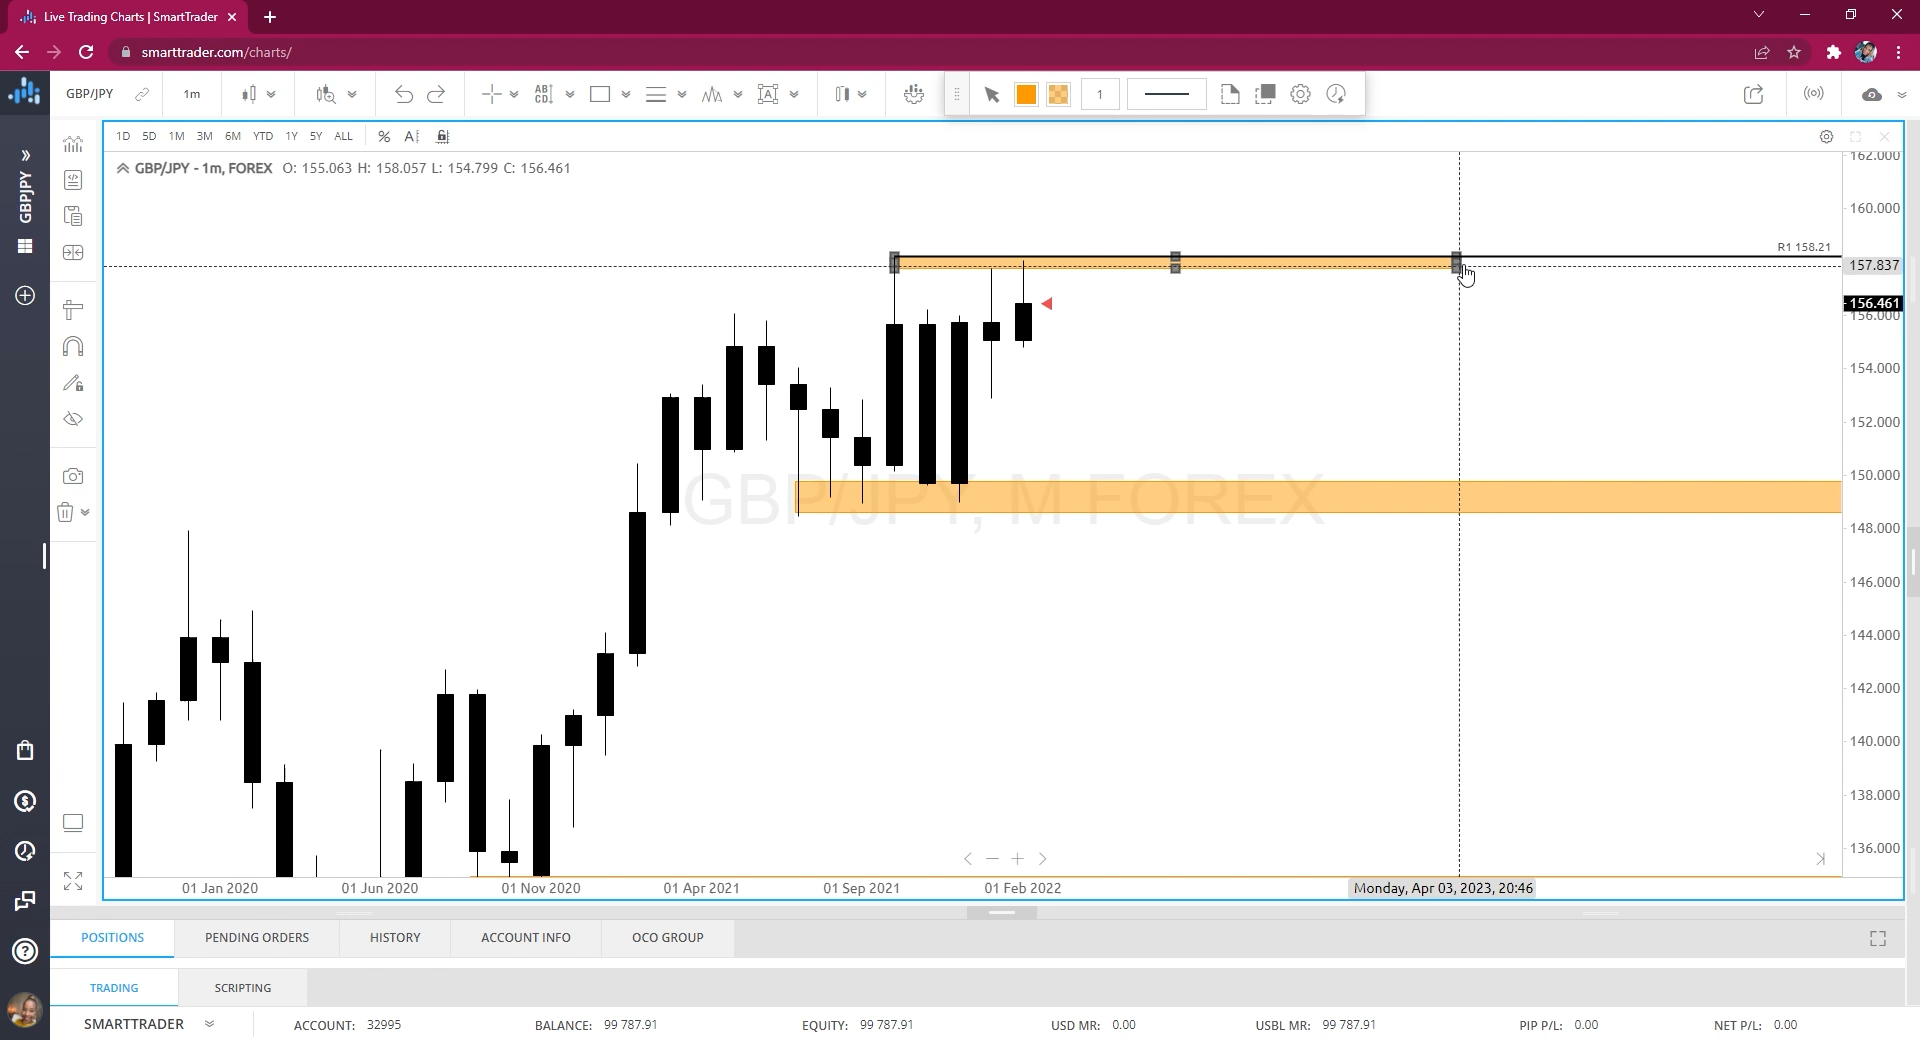 Live Trading Charts | SmartTrader
smarttrader.com/charts/
GBP/JPY
1m
1
1D 5D 1M 3M 6M YTD 1Y 5Y ALL % A
GBP/JPY - 1m, FOREX O: 155.063 H: 158.057 L: 154.799 C: 156.461
GBPJPY
R1 158.21
162.000
160.000
157.837
156.461
156.000
154.000
152.000
150.000
148.000
146.000
144.000
142.000
140.000
138.000
136.000
GBP/JPY, M FOREX
01 Jan 2020
01 Jun 2020
01 Nov 2020
01 Apr 2021
01 Sep 2021
01 Feb 2022
Monday, Apr 03, 2023, 20:46
POSITIONS PENDING ORDERS HISTORY ACCOUNT INFO OCO GROUP
TRADING SCRIPTING
SMARTTRADER ACCOUNT: 32995 BALANCE: 99 787.91 EQUITY: 99 787.91 USD MR: 0.00 USBL MR: 99 787.91 PIP P/L: 0.00 NET P/L: 0.00